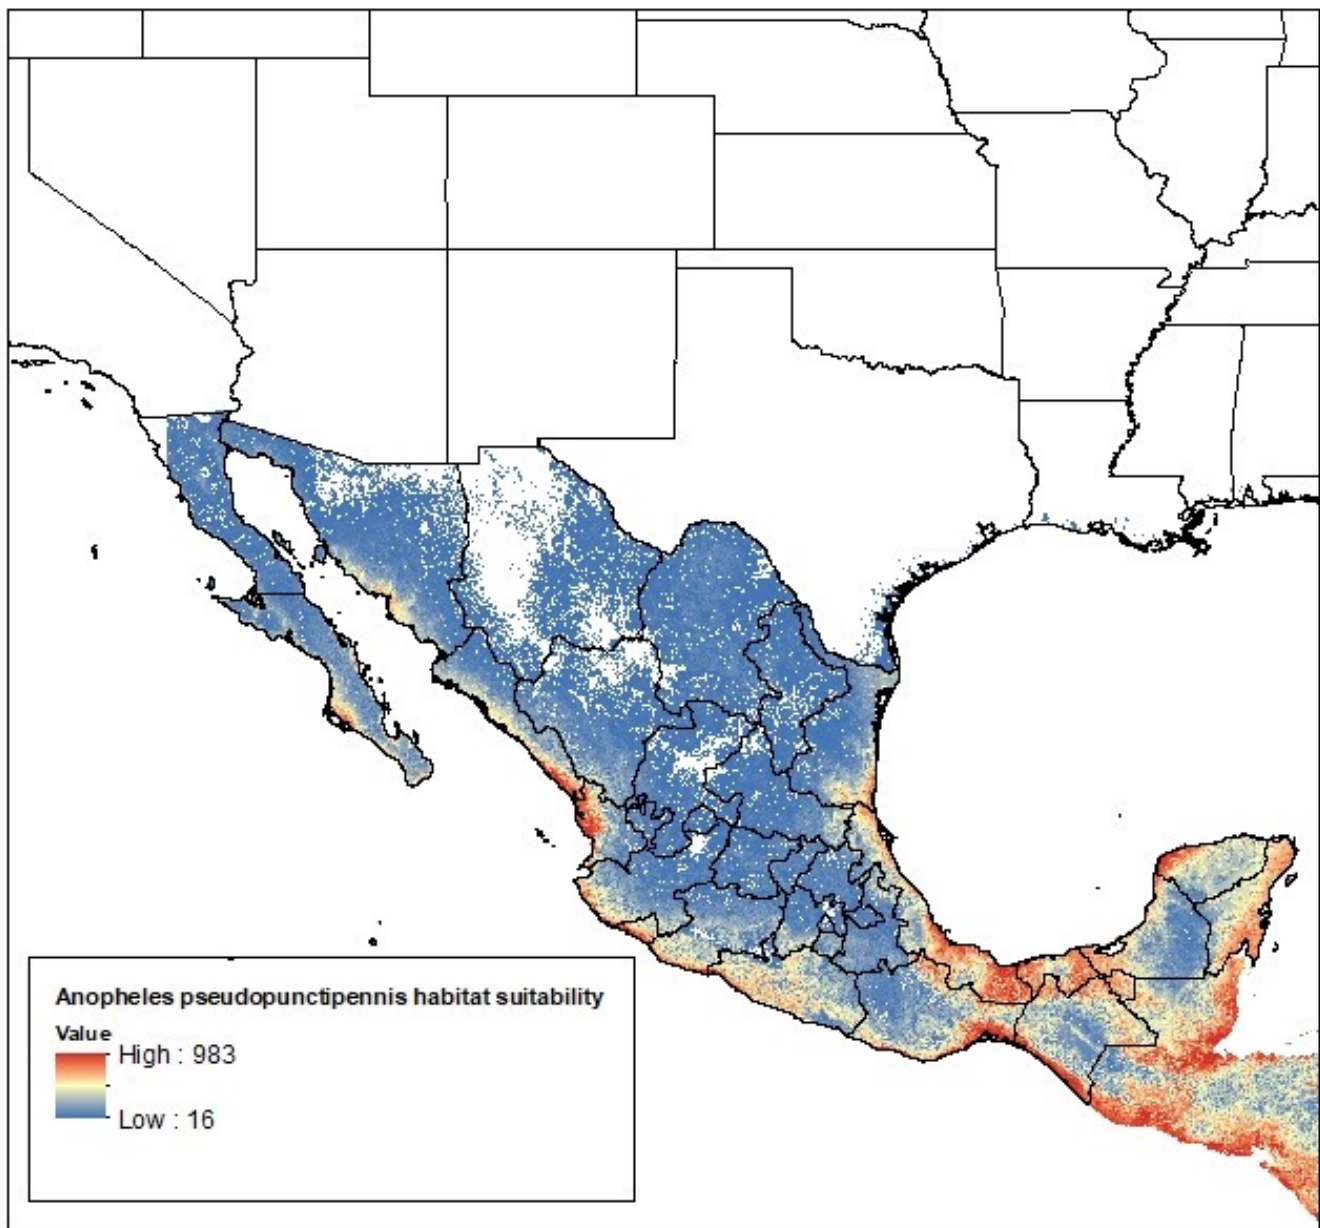 Anopheles pseudopunctipennis habitat suitability
Value
High : 983
Low : 16